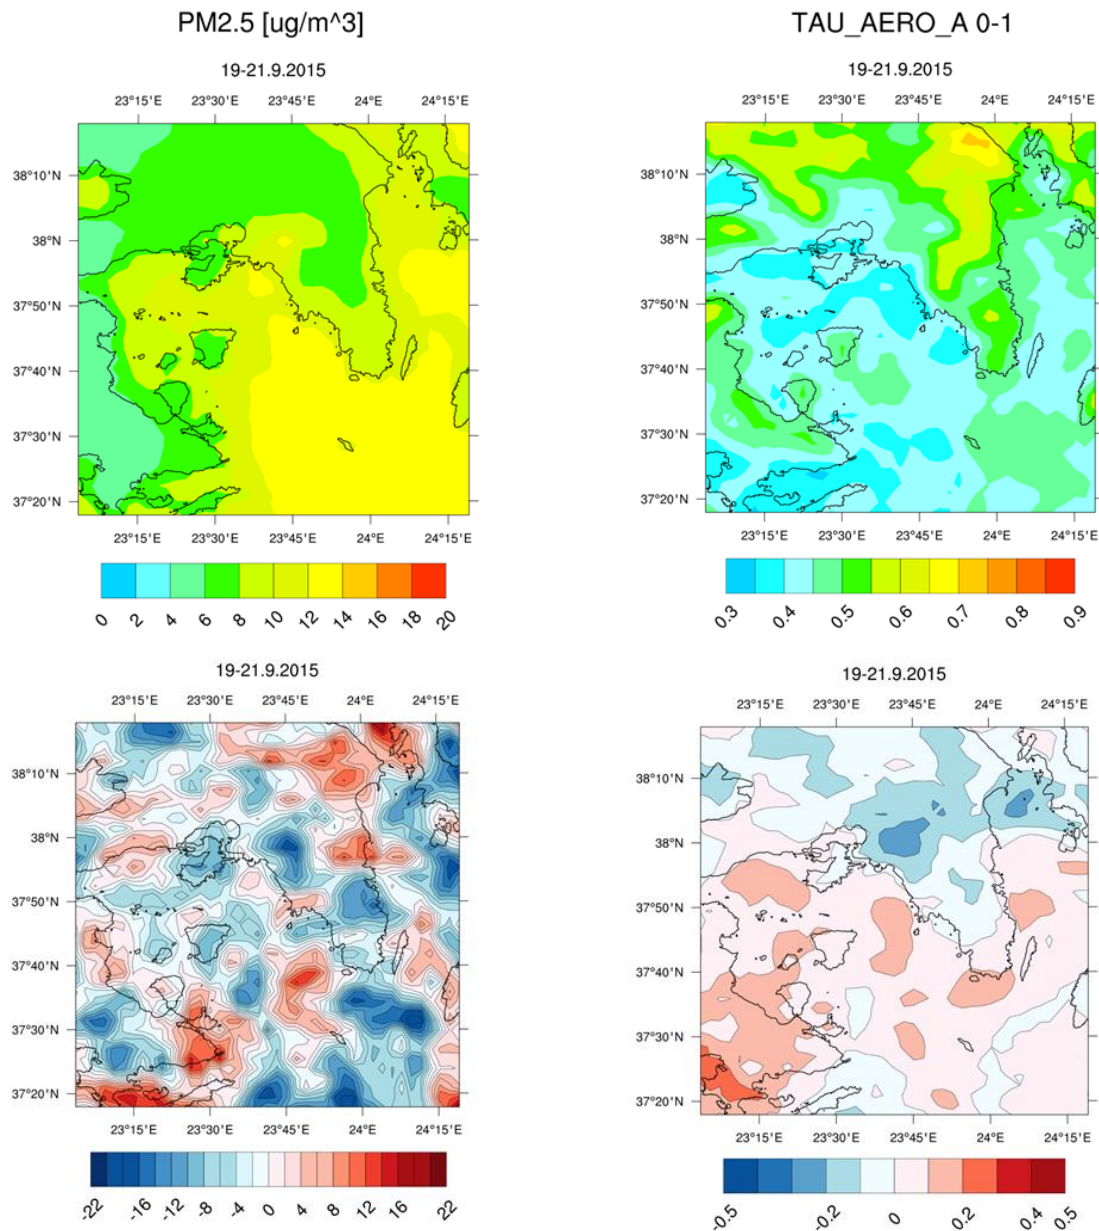 PM2.5 [ug/m^3]
TAU_AERO_A 0-1
19-21.9.2015
23°15'E 23°30'E 23°45'E 24°E 24°15'E
38°10'N
38°N
37°50'N
37°40'N
37°30'N
37°20'N
23°15'E 23°30'E 23°45'E 24°E 24°15'E
0 2 4 6 8 10 12 14 16 18 20
19-21.9.2015
23°15'E 23°30'E 23°45'E 24°E 24°15'E
38°10'N
38°N
37°50'N
37°40'N
37°30'N
37°20'N
23°15'E 23°30'E 23°45'E 24°E 24°15'E
0.3 0.4 0.5 0.6 0.7 0.8 0.9
19-21.9.2015
23°15'E 23°30'E 23°45'E 24°E 24°15'E
38°10'N
38°N
37°50'N
37°40'N
37°30'N
37°20'N
23°15'E 23°30'E 23°45'E 24°E 24°15'E
-22 -16 -12 -8 -4 0 4 8 12 16 22
19-21.9.2015
23°15'E 23°30'E 23°45'E 24°E 24°15'E
38°10'N
38°N
37°50'N
37°40'N
37°30'N
37°20'N
23°15'E 23°30'E 23°45'E 24°E 24°15'E
-0.5 -0.2 0 0.2 0.4 0.5